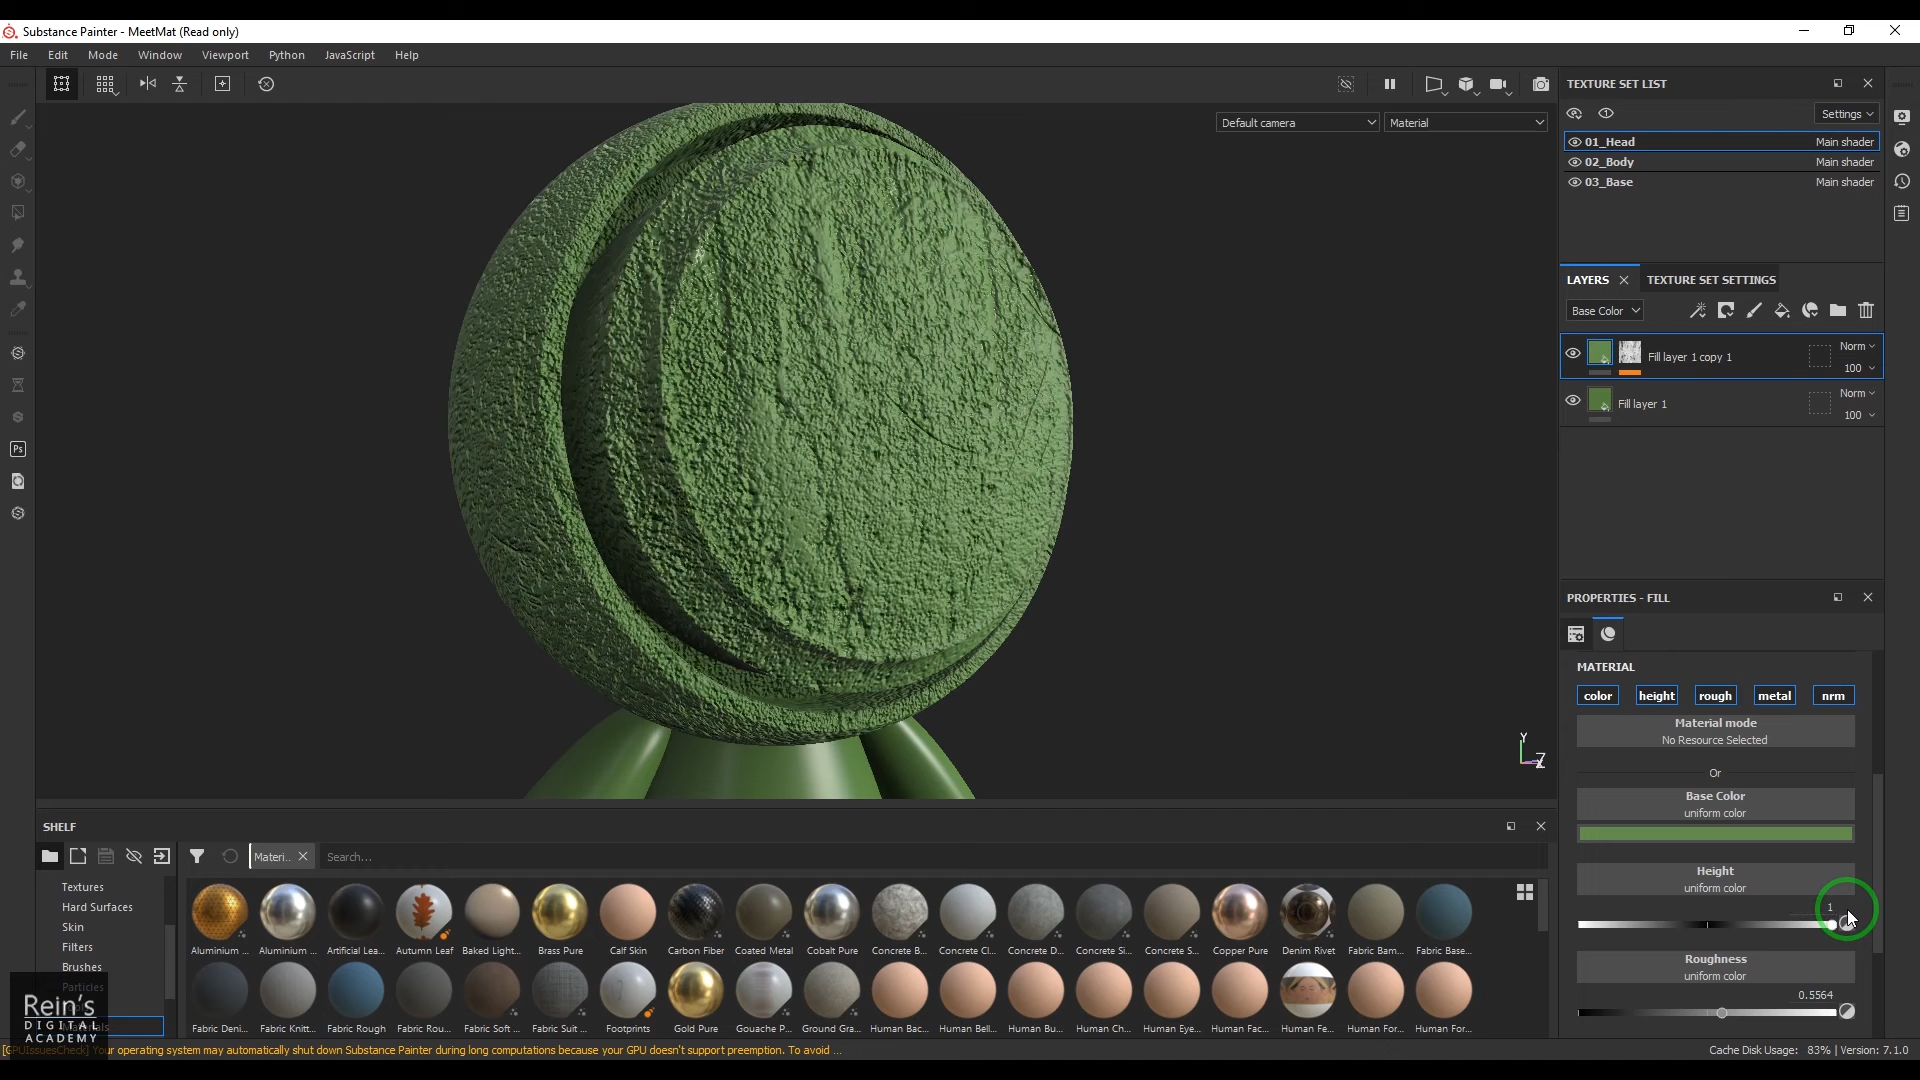 Substance Painter - MeetMat (Read only)
File Edit Mode Window Viewport Python JavaScript Help
Default camera Material
TEXTURE SET LIST
Settings
01_Head Main shader
02_Body Main shader
03_Base Main shader
LAYERS TEXTURE SET SETTINGS
Base Color
Fill layer 1 copy 1 Norm 100
Fill layer 1 Norm 100
PROPERTIES - FILL
MATERIAL
color height rough metal nrm
Material mode
No Resource Selected
Or
Base Color
uniform color
Height
uniform color
1
Roughness
uniform color
0.5564
Ps
Y
Z
SHELF
Materi... Search...
Textures
Hard Surfaces
Skin
Filters
Brushes
Particles
Rein's
DIGITAL
ACADEMY
Aluminium ... Aluminium ... Artificial Lea... Autumn Leaf Baked Light... Brass Pure Calf Skin Carbon Fiber Coated Metal Cobalt Pure Concrete B... Concrete Cl... Concrete D... Concrete Si... Concrete S... Copper Pure Denim Rivet Fabric Bam... Fabric Base...
Fabric Deni... Fabric Knitt... Fabric Rough Fabric Rou... Fabric Soft ... Fabric Suit ... Footprints Gold Pure Gouache P... Ground Gra... Human Bac... Human Bell... Human Bu... Human Ch... Human Eye... Human Fac... Human Fe... Human For... Human For...
[GPUIssuesCheck] Your operating system may automatically shut down Substance Painter during long computations because your GPU doesn't support preemption. To avoid ...
Cache Disk Usage: 83% | Version: 7.1.0